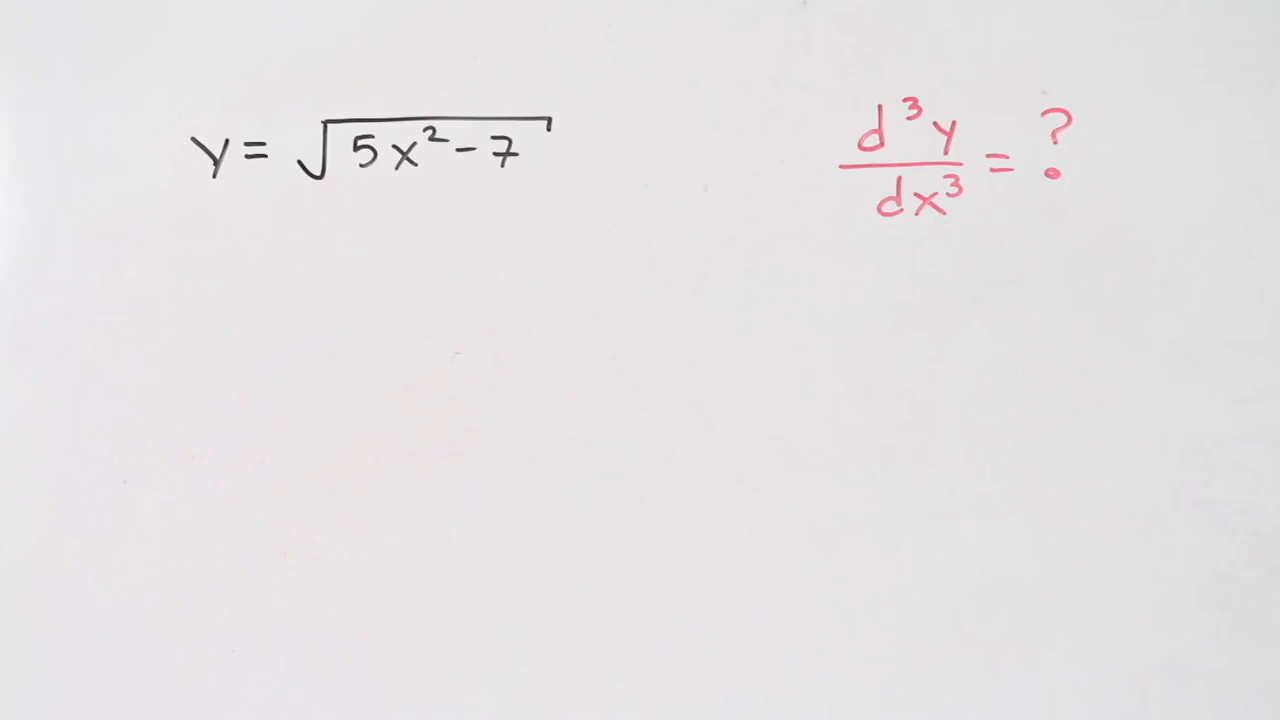 y = √(5x² - 7)
d³y/dx³ = ?